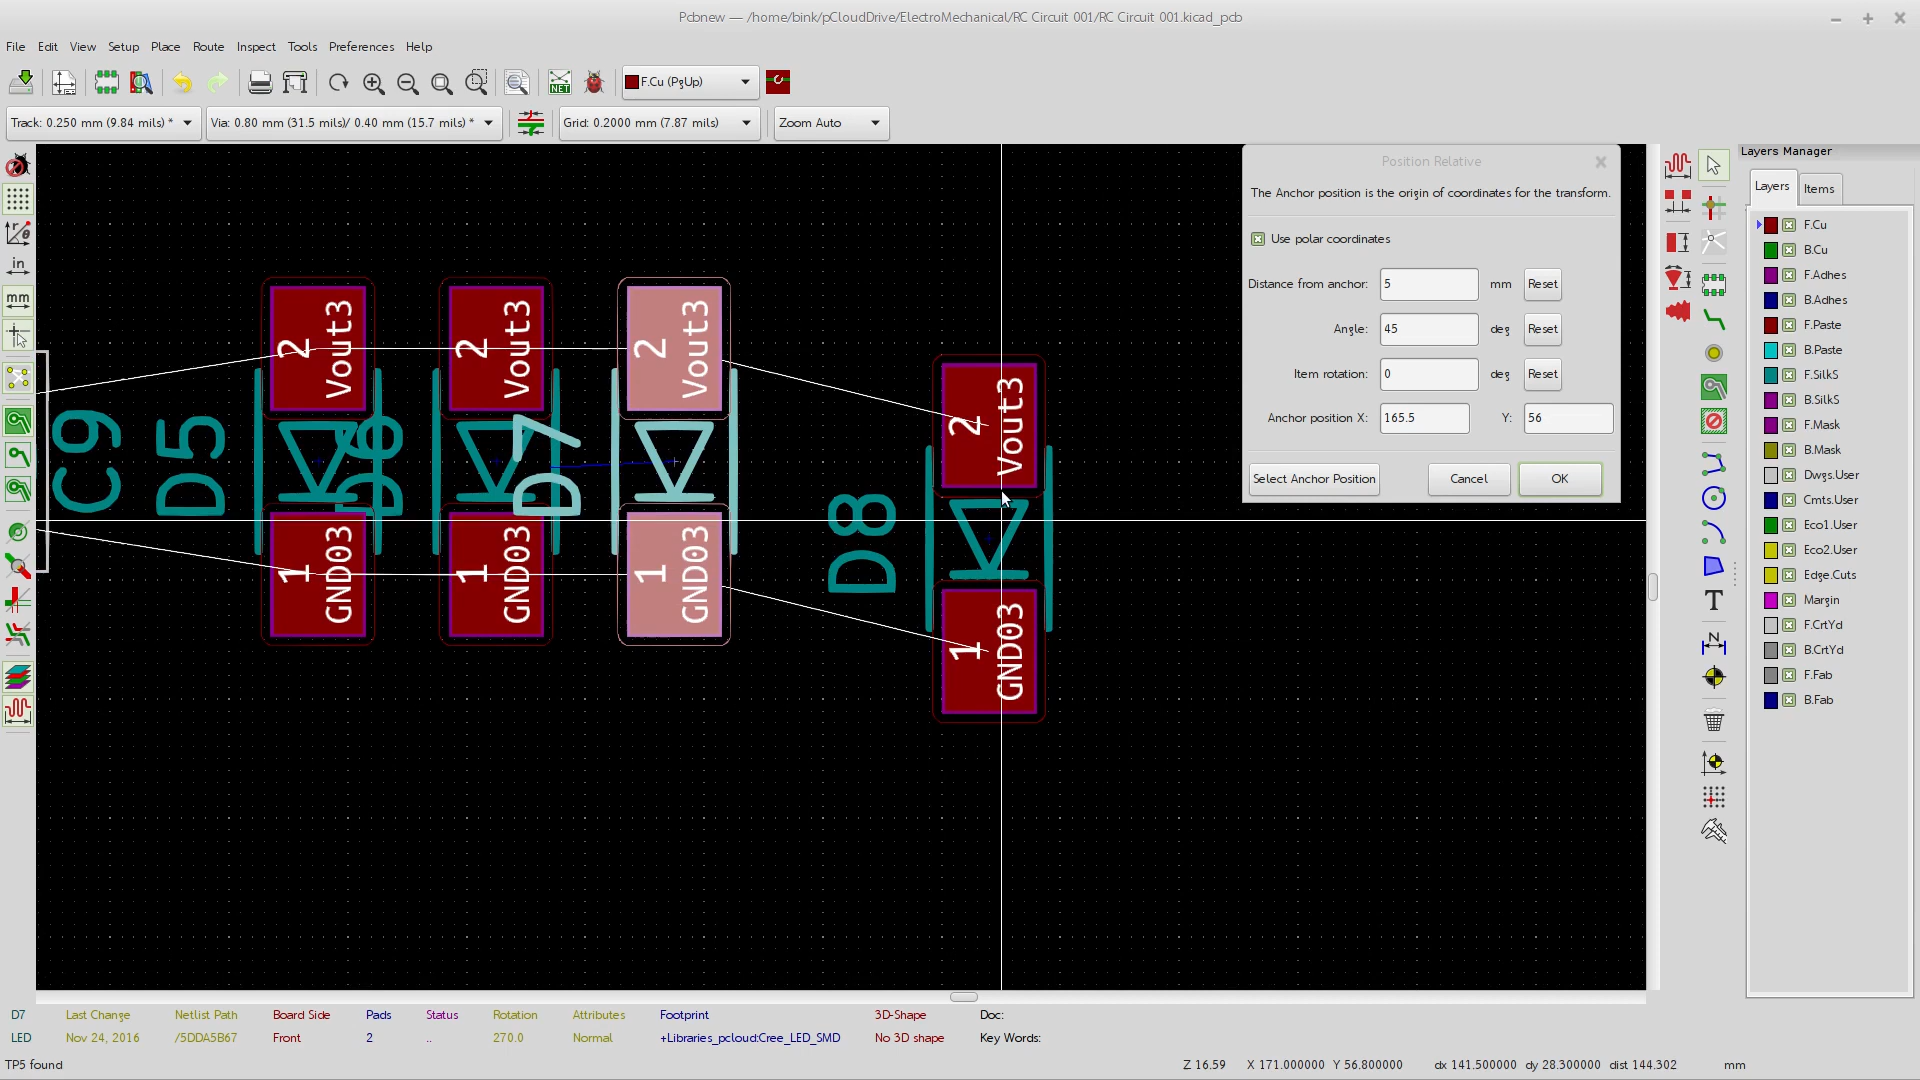 Pcbnew — /home/bink/pCloudDrive/ElectroMechanical/RC Circuit 001/RC Circuit 001.kicad_pcb
File Edit View Setup Place Route Inspect Tools Preferences Help
NET
F.Cu (PgUp)
Track: 0.250 mm (9.84 mils) *
Via: 0.80 mm (31.5 mil)/ 0.40 mm (15.7 mils) *
Grid: 0.2000 mm (7.87 mils)
Zoom Auto
in
mm
C9
D5
2
Vout3
1
GND03
D6
2
Vout3
1
GND03
D7
2
Vout3
1
GND03
D8
2
Vout3
1
GND03
Position Relative
The Anchor position is the origin of coordinates for the transform.
Use polar coordinates
Distance from anchor: 5 mm Reset
Angle: 45 deg Reset
Item rotation: 0 deg Reset
Anchor position X: 165.5 Y: 56
Select Anchor Position Cancel OK
T
N
Layers Manager
Layers Items
F.Cu
B.Cu
F.Adhes
B.Adhes
F.Paste
B.Paste
F.SilkS
B.SilkS
F.Mask
B.Mask
Dwgs.User
Cmts.User
Eco1.User
Eco2.User
Edge.Cuts
Margin
F.CrtYd
B.CrtYd
F.Fab
B.Fab
D7 Last Change Netlist Path Board Side Pads Status Rotation Attributes Footprint 3D-Shape Doc:
LED Nov 24, 2016 /5DDA5B67 Front 2 .. 270.0 Normal +Libraries_pcloud:Cree_LED_SMD No 3D shape Key Words:
TP5 found Z 16.59 X 171.000000 Y 56.800000 dx 141.500000 dy 28.300000 dist 144.302 mm